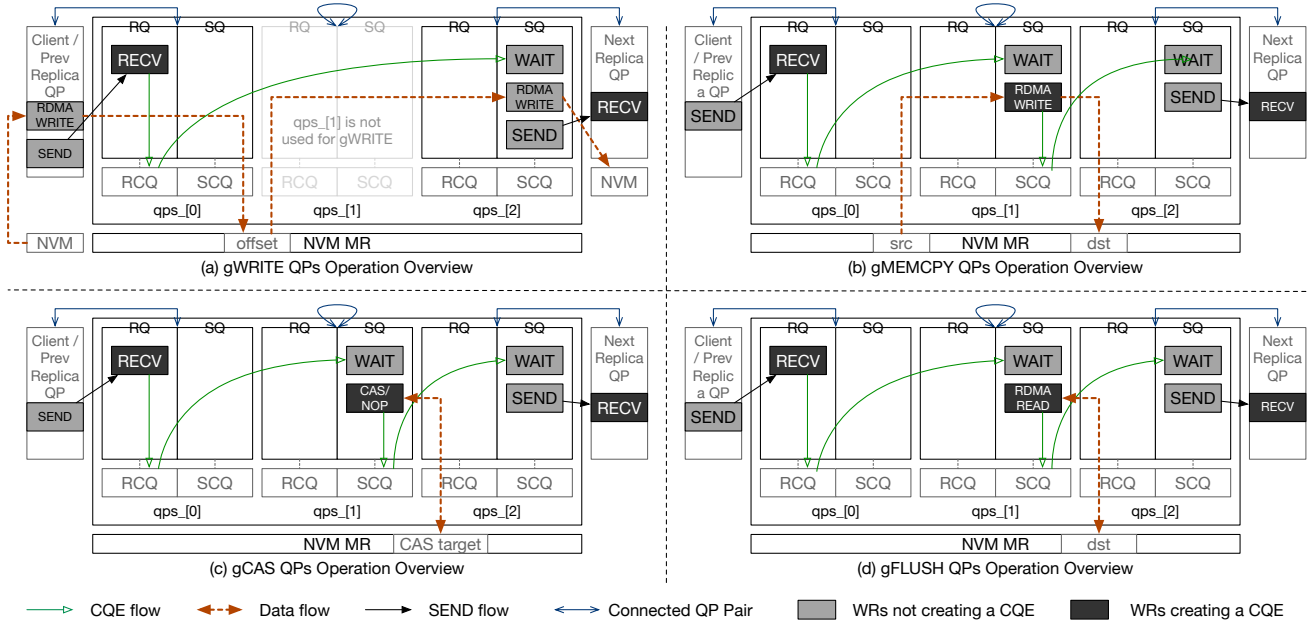 RQ SQ RQ SQ RQ SQ
Client /
Prev
Replica
QP
RDMA
WRITE
SEND
NVM
RECV
qps_[1] is not
used for gWRITE
WAIT
RDMA
WRITE
SEND
Next
Replica
QP
RECV
NVM
RCQ SCQ RCQ SCQ RCQ SCQ
qps_[0] qps_[1] qps_[2]
offset NVM MR
(a) gWRITE QPs Operation Overview
RQ SQ RQ SQ RQ SQ
Client
/ Prev
Replic
a QP
SEND
RECV
WAIT
RDMA
WRITE
WAIT
SEND
Next
Replica
QP
RECV
RCQ SCQ RCQ SCQ RCQ SCQ
qps_[0] qps_[1] qps_[2]
src NVM MR dst
(b) gMEMCPY QPs Operation Overview
RQ SQ RQ SQ RQ SQ
Client /
Prev
Replica
QP
SEND
RECV
WAIT
CAS/
NOP
WAIT
SEND
Next
Replica
QP
RECV
RCQ SCQ RCQ SCQ RCQ SCQ
qps_[0] qps_[1] qps_[2]
NVM MR CAS target
(c) gCAS QPs Operation Overview
RQ SQ RQ SQ RQ SQ
Client
/ Prev
Replic
a QP
SEND
RECV
WAIT
RDMA
READ
WAIT
SEND
Next
Replica
QP
RECV
RCQ SCQ RCQ SCQ RCQ SCQ
qps_[0] qps_[1] qps_[2]
NVM MR dst
(d) gFLUSH QPs Operation Overview
CQE flow Data flow SEND flow Connected QP Pair WRs not creating a CQE WRs creating a CQE